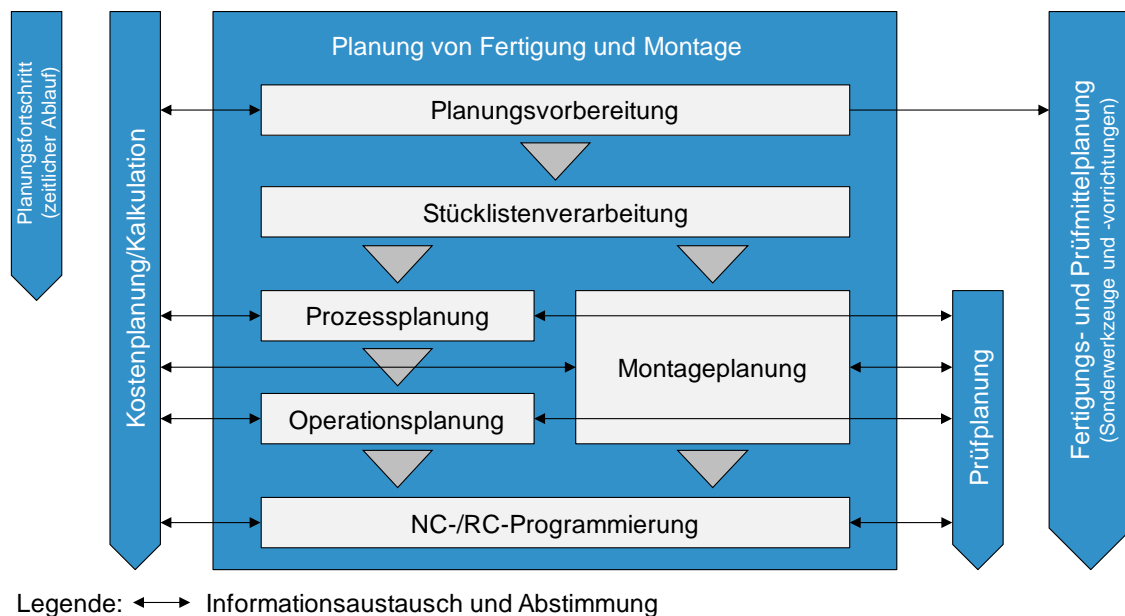 Planungsfortschritt
(zeitlicher Ablauf)
Kostenplanung/Kalkulation
Planung von Fertigung und Montage
Planungsvorbereitung
Stücklistenverarbeitung
Prozessplanung
Montageplanung
Operationsplanung
NC-/RC-Programmierung
Prüfplanung
Fertigungs- und Prüfmittelplanung
(Sonderwerkzeuge und -vorrichtungen)
Legende: Informationsaustausch und Abstimmung